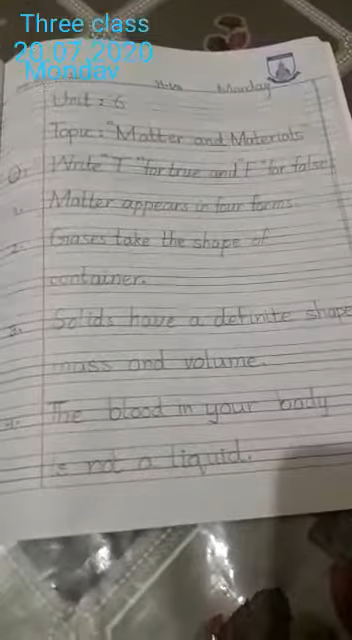 Three class
20.07.2020
Monday
Monday
Unit : 6
Topic : "Matter and Materials"
Q: Write "T" for true and "F" for false
1. Matter appears in four forms.
2. Gases take the shape of
container.
3. Solids have a definite shape
mass and volume.
4. The blood in your body
is not a liquid.